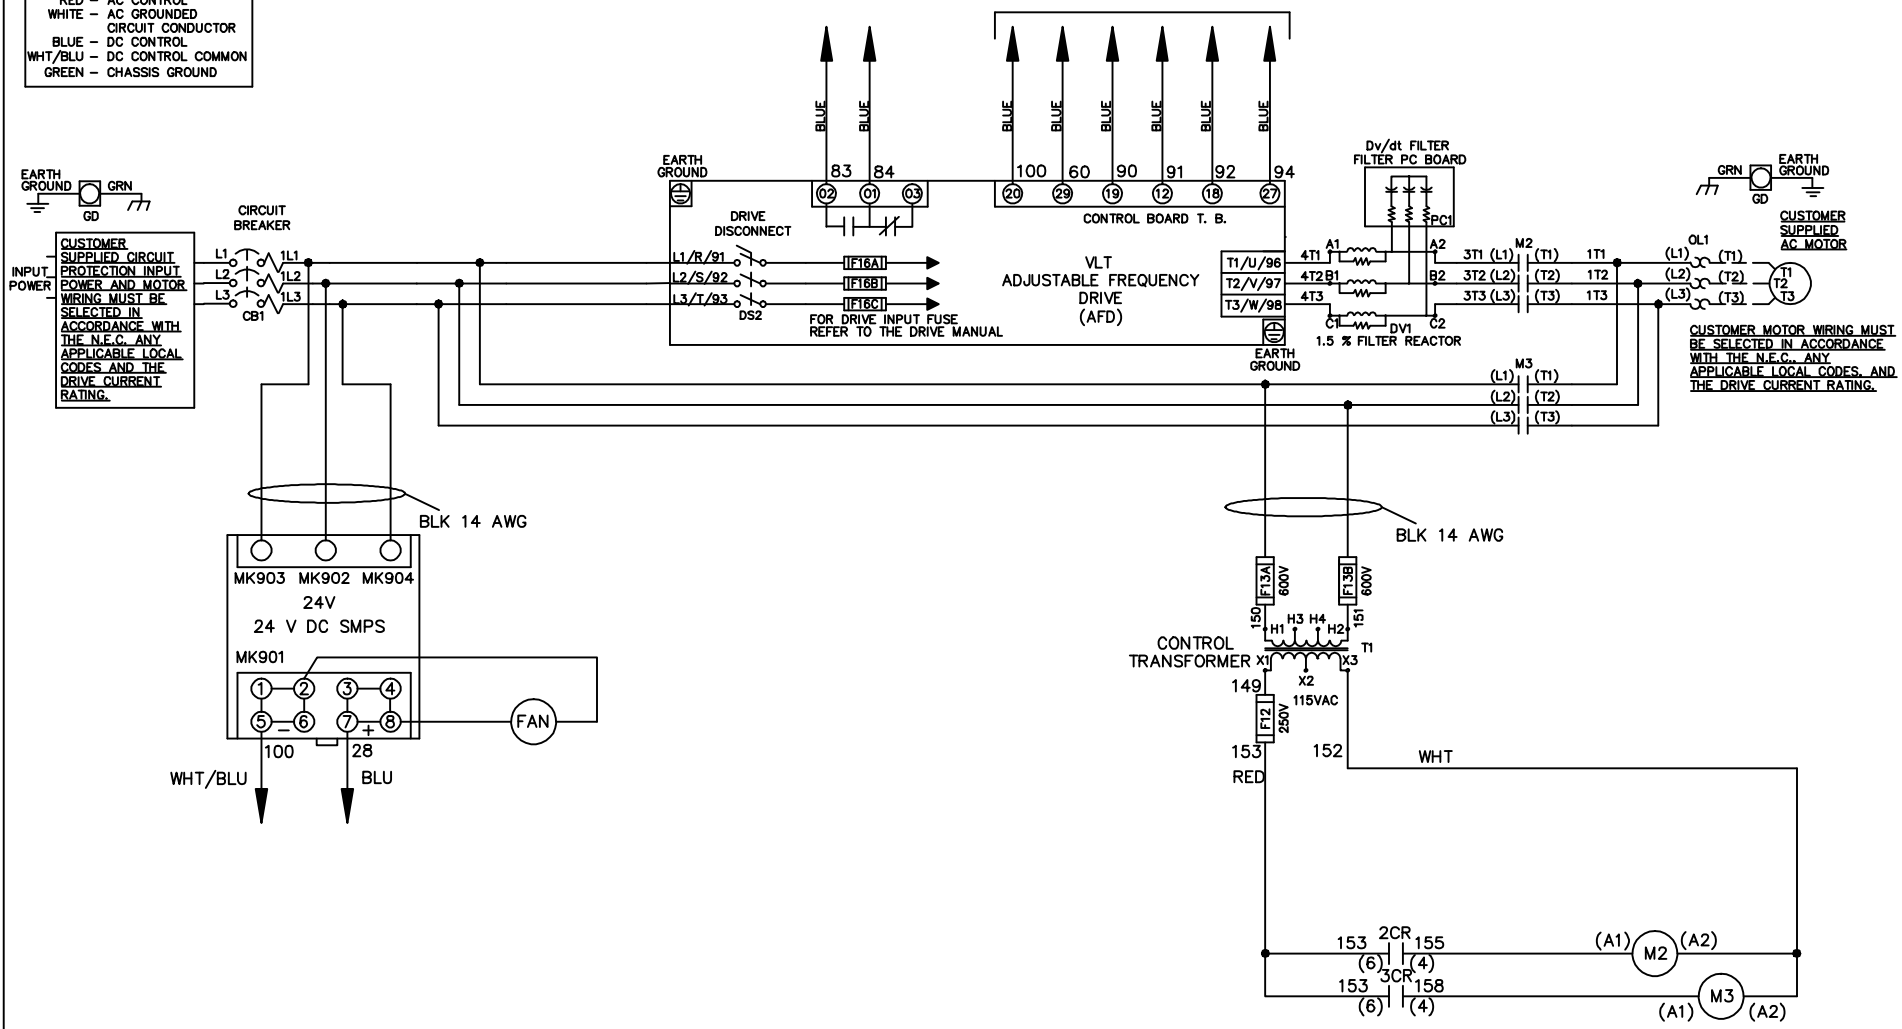 RED – AC CONTROL
WHITE – AC GROUNDED
CIRCUIT CONDUCTOR
BLUE – DC CONTROL
WHT/BLU – DC CONTROL COMMON
GREEN – CHASSIS GROUND
BLUE
BLUE
BLUE
BLUE
BLUE
BLUE
BLUE
BLUE
EARTH
GROUND
GRN
GD
CUSTOMER
SUPPLIED CIRCUIT
PROTECTION INPUT
POWER AND MOTOR
WIRING MUST BE
SELECTED IN
ACCORDANCE WITH
THE N.E.C. ANY
APPLICABLE LOCAL
CODES AND THE
DRIVE CURRENT
RATING.
INPUT
POWER
CIRCUIT
BREAKER
L1
1L1
L2
1L2
L3
1L3
CB1
EARTH
GROUND
83
84
02
01
03
DRIVE
DISCONNECT
L1/R/91
L2/S/92
L3/T/93
DS2
F16A
F16B
F16C
FOR DRIVE INPUT FUSE
REFER TO THE DRIVE MANUAL
100
60
90
91
92
94
20
29
19
12
18
27
CONTROL BOARD T. B.
VLT
ADJUSTABLE FREQUENCY
DRIVE
(AFD)
T1/U/96
T2/V/97
T3/W/98
EARTH
GROUND
Dv/dt FILTER
FILTER PC BOARD
PC1
4T1
A1
A2
4T2
B1
B2
4T3
C1
DV1
C2
1.5 % FILTER REACTOR
M2
3T1 (L1) (T1) 1T1
3T2 (L2) (T2) 1T2
3T3 (L3) (T3) 1T3
M3
(L1) (T1)
(L2) (T2)
(L3) (T3)
OL1
(L1) (T1)
(L2) (T2)
(L3) (T3)
T1
T2
T3
GRN
GD
EARTH
GROUND
CUSTOMER
SUPPLIED
AC MOTOR
CUSTOMER MOTOR WIRING MUST
BE SELECTED IN ACCORDANCE
WITH THE N.E.C., ANY
APPLICABLE LOCAL CODES, AND
THE DRIVE CURRENT RATING.
BLK 14 AWG
MK903 MK902 MK904
24V
24 V DC SMPS
MK901
1
2
3
4
5
–
6
7
+
8
FAN
100
28
WHT/BLU
BLU
BLK 14 AWG
F13A
600V
F13B
600V
150
151
H1 H3 H4 H2
CONTROL
TRANSFORMER
T1
X1
X3
X2
149
115VAC
F12
250V
153
152
RED
WHT
2CR
153 155
(6) (4)
(A1) M2 (A2)
3CR
153 158
(6) (4)
(A1) M3 (A2)